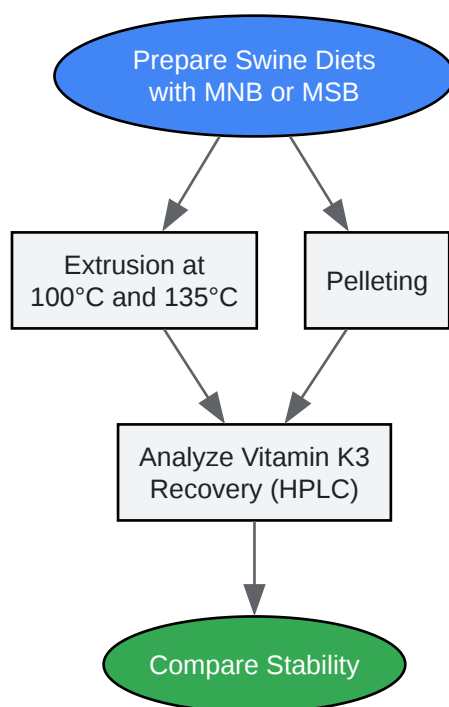 Prepare Swine Diets
with MNB or MSB
Extrusion at
100°C and 135°C
Pelleting
Analyze Vitamin K3
Recovery (HPLC)
Compare Stability